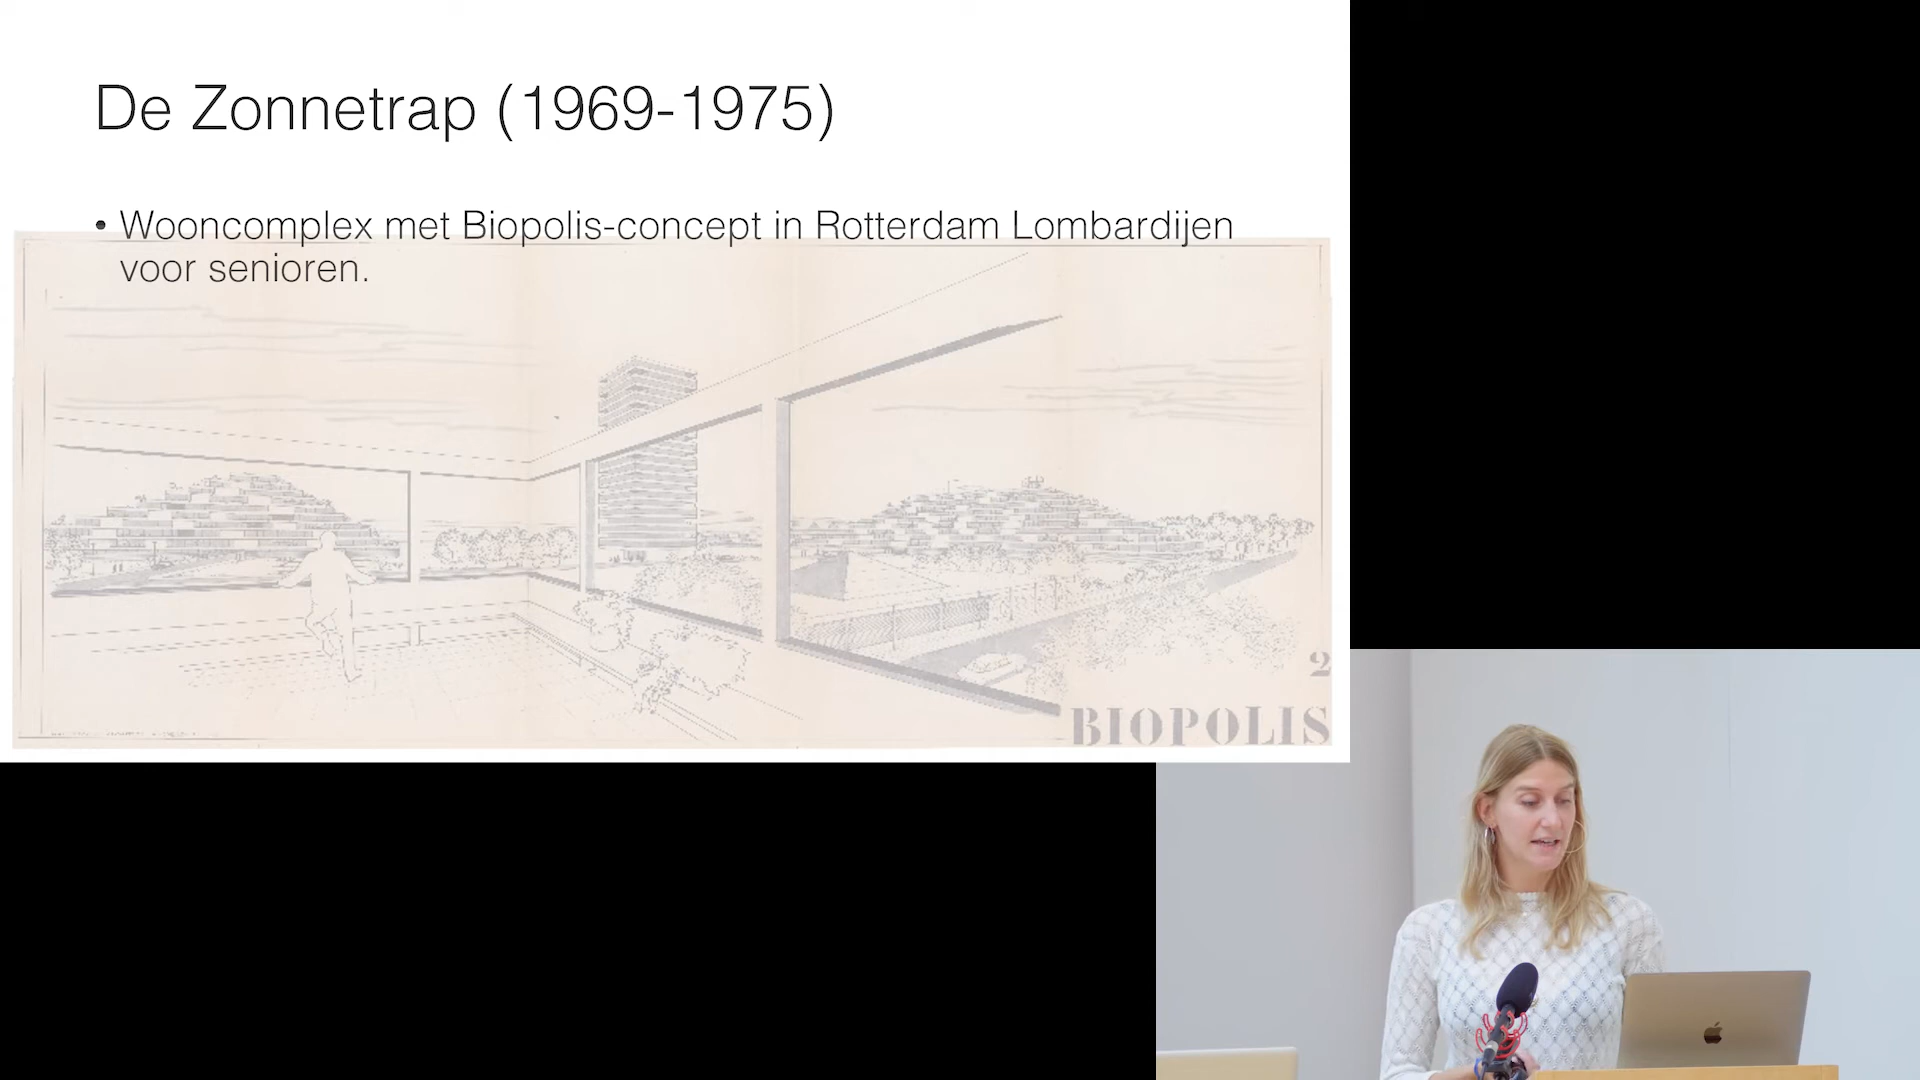 De Zonnetrap (1969-1975)
• Wooncomplex met Biopolis-concept in Rotterdam Lombardijen
voor senioren.
2
BIOPOLIS